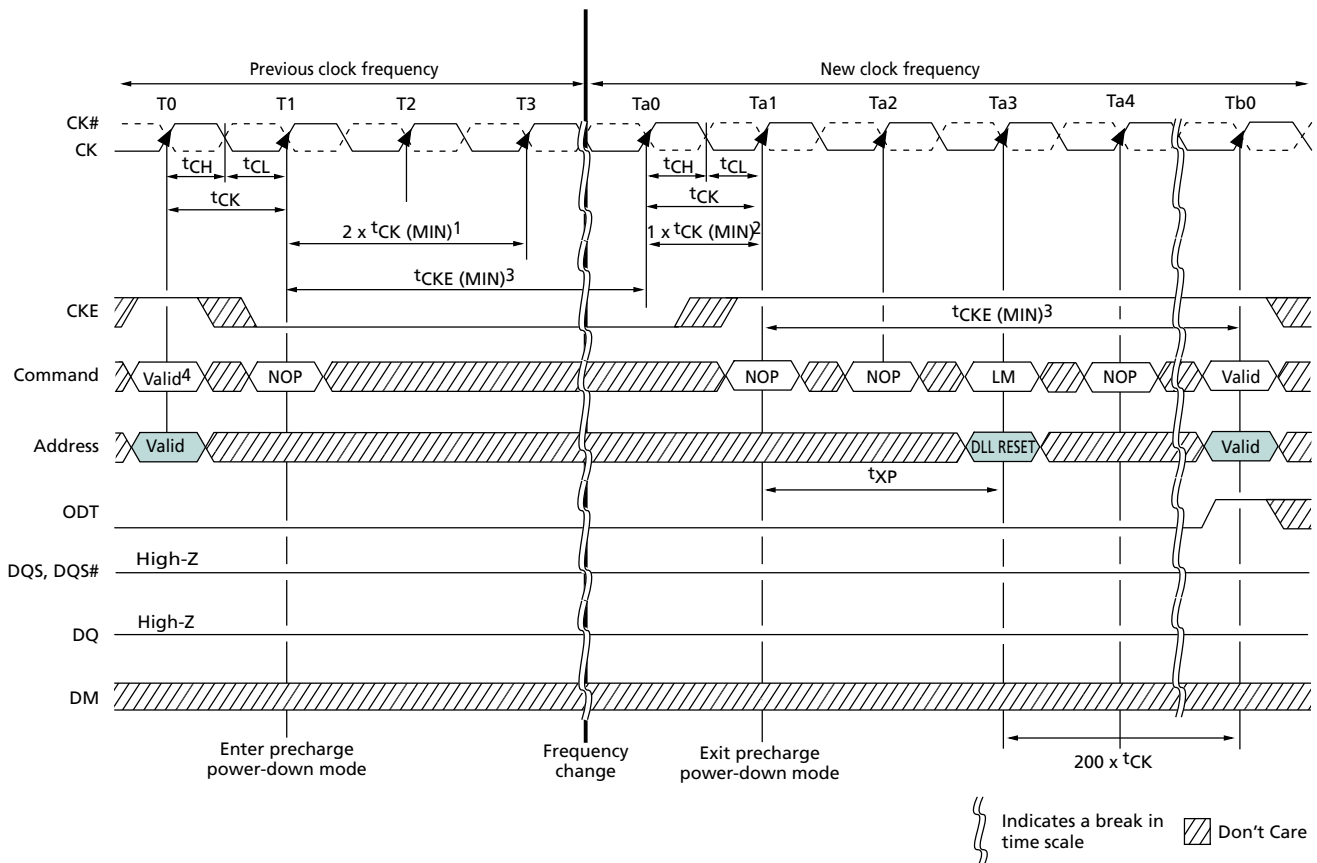 Previous clock frequency
New clock frequency
T0 T1 T2 T3 Ta0 Ta1 Ta2 Ta3 Ta4 Tb0
CK#
CK
tCH tCL tCH tCL
tCK tCK
2 x tCK (MIN)1 1 x tCK (MIN)2
tCKE (MIN)3
CKE
tCKE (MIN)3
Command Valid4 NOP NOP NOP LM NOP Valid
Address Valid DLL RESET Valid
tXP
ODT
High-Z
DQS, DQS#
High-Z
DQ
DM
Enter precharge
power-down mode
Frequency
change
Exit precharge
power-down mode
200 x tCK
Indicates a break in
time scale
Don't Care